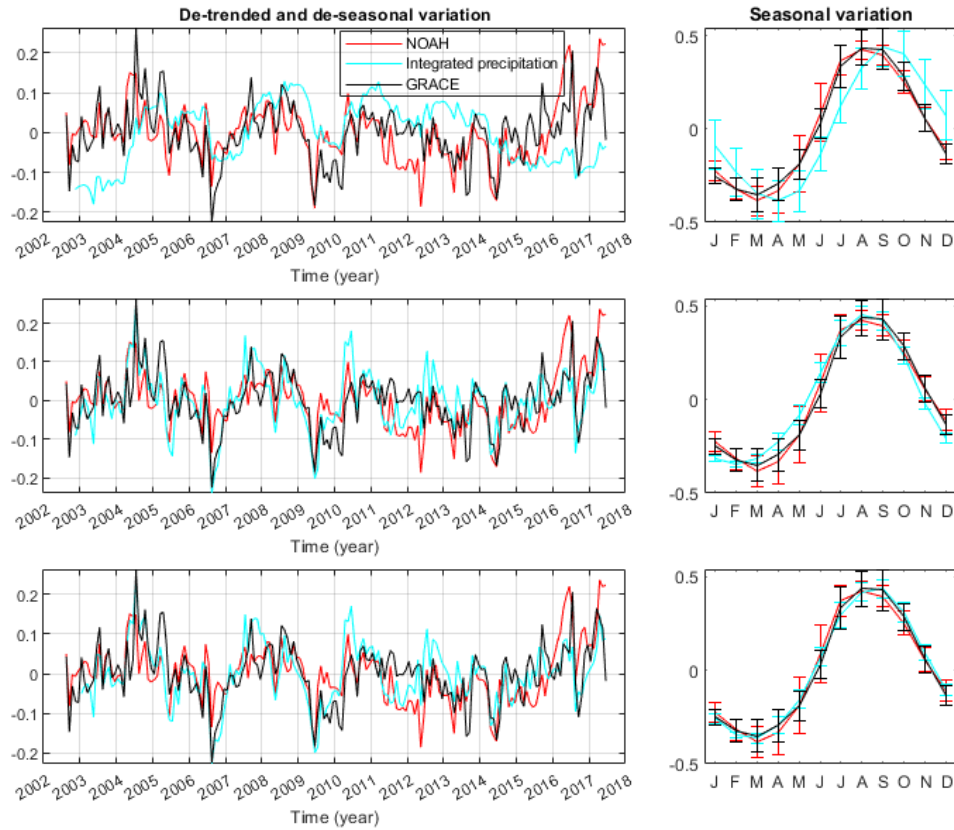 De-trended and de-seasonal variation
Seasonal variation
NOAH
Integrated precipitation
GRACE
0.2
0.1
0
-0.1
-0.2
2002 2003 2004 2005 2006 2007 2008 2009 2010 2011 2012 2013 2014 2015 2016 2017 2018
Time (year)
0.5
0
-0.5
J F M A M J J A S O N D
0.2
0.1
0
-0.1
-0.2
2002 2003 2004 2005 2006 2007 2008 2009 2010 2011 2012 2013 2014 2015 2016 2017 2018
Time (year)
0.5
0
-0.5
J F M A M J J A S O N D
0.2
0.1
0
-0.1
-0.2
2002 2003 2004 2005 2006 2007 2008 2009 2010 2011 2012 2013 2014 2015 2016 2017 2018
Time (year)
0.5
0
-0.5
J F M A M J J A S O N D